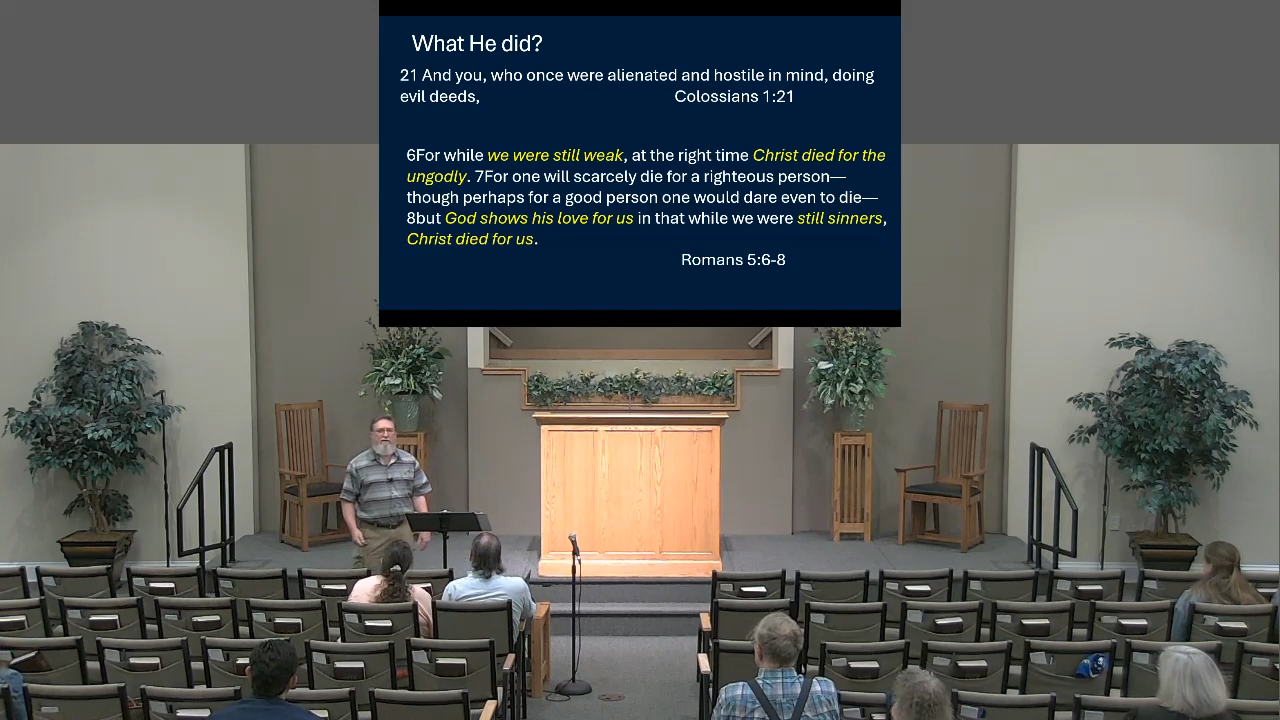 What He did?
21 And you, who once were alienated and hostile in mind, doing
evil deeds, Colossians 1:21
6For while we were still weak, at the right time Christ died for the
ungodly. 7For one will scarcely die for a righteous person—
though perhaps for a good person one would dare even to die—
8but God shows his love for us in that while we were still sinners,
Christ died for us.
Romans 5:6-8